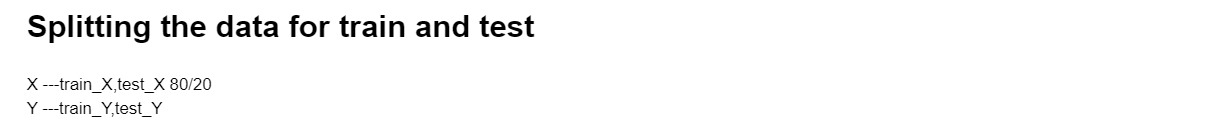 Splitting the data for train and test
X ---train_X,test_X 80/20
Y ---train_Y,test_Y